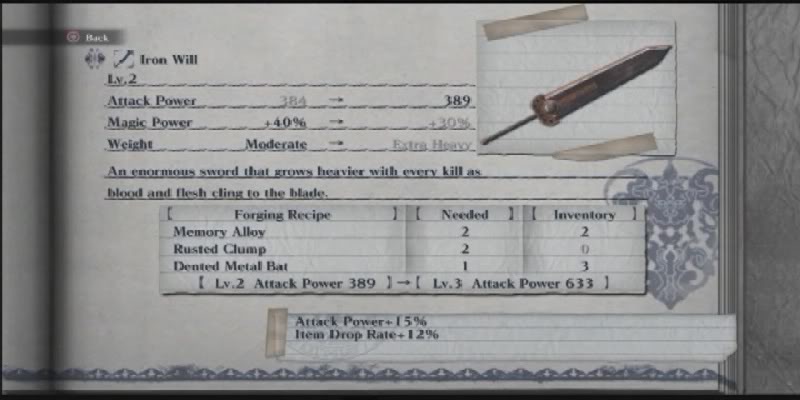 Back
Iron Will
Lv.2
Attack Power 384 → 389
Magic Power +40% → +30%
Weight Moderate → Extra Heavy
An enormous sword that grows heavier with every kill as
blood and flesh cling to the blade.
【 Forging Recipe 】 【 Needed 】 【 Inventory 】
Memory Alloy 2 2
Rusted Clump 2 0
Dented Metal Bat 1 3
【 Lv.2 Attack Power 389 】→【 Lv.3 Attack Power 633 】
Attack Power+15%
Item Drop Rate+12%